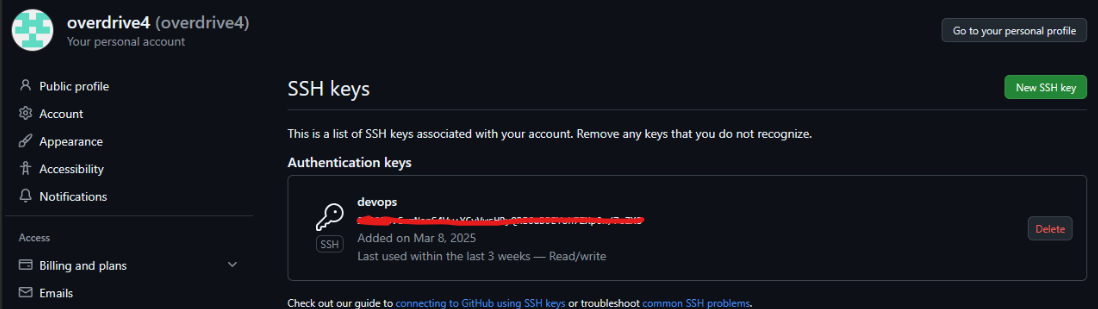 overdrive4 (overdrive4)
Your personal account
Go to your personal profile
Public profile
Account
Appearance
Accessibility
Notifications
Access
Billing and plans
Emails
SSH keys
New SSH key
This is a list of SSH keys associated with your account. Remove any keys that you do not recognize.
Authentication keys
devops
SSH
Added on Mar 8, 2025
Last used within the last 3 weeks — Read/write
Delete
Check out our guide to connecting to GitHub using SSH keys or troubleshoot common SSH problems.